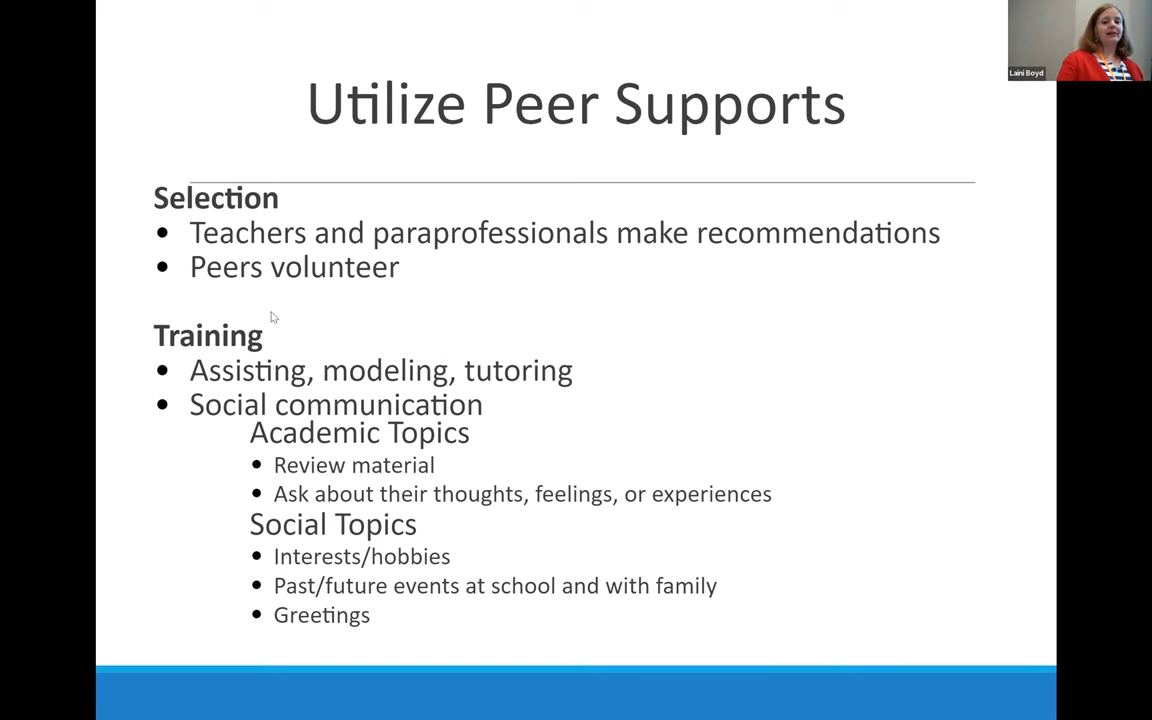 Utilize Peer Supports
Laini Boyd
Selection
• Teachers and paraprofessionals make recommendations
• Peers volunteer
Training
• Assisting, modeling, tutoring
• Social communication
Academic Topics
• Review material
• Ask about their thoughts, feelings, or experiences
Social Topics
• Interests/hobbies
• Past/future events at school and with family
• Greetings